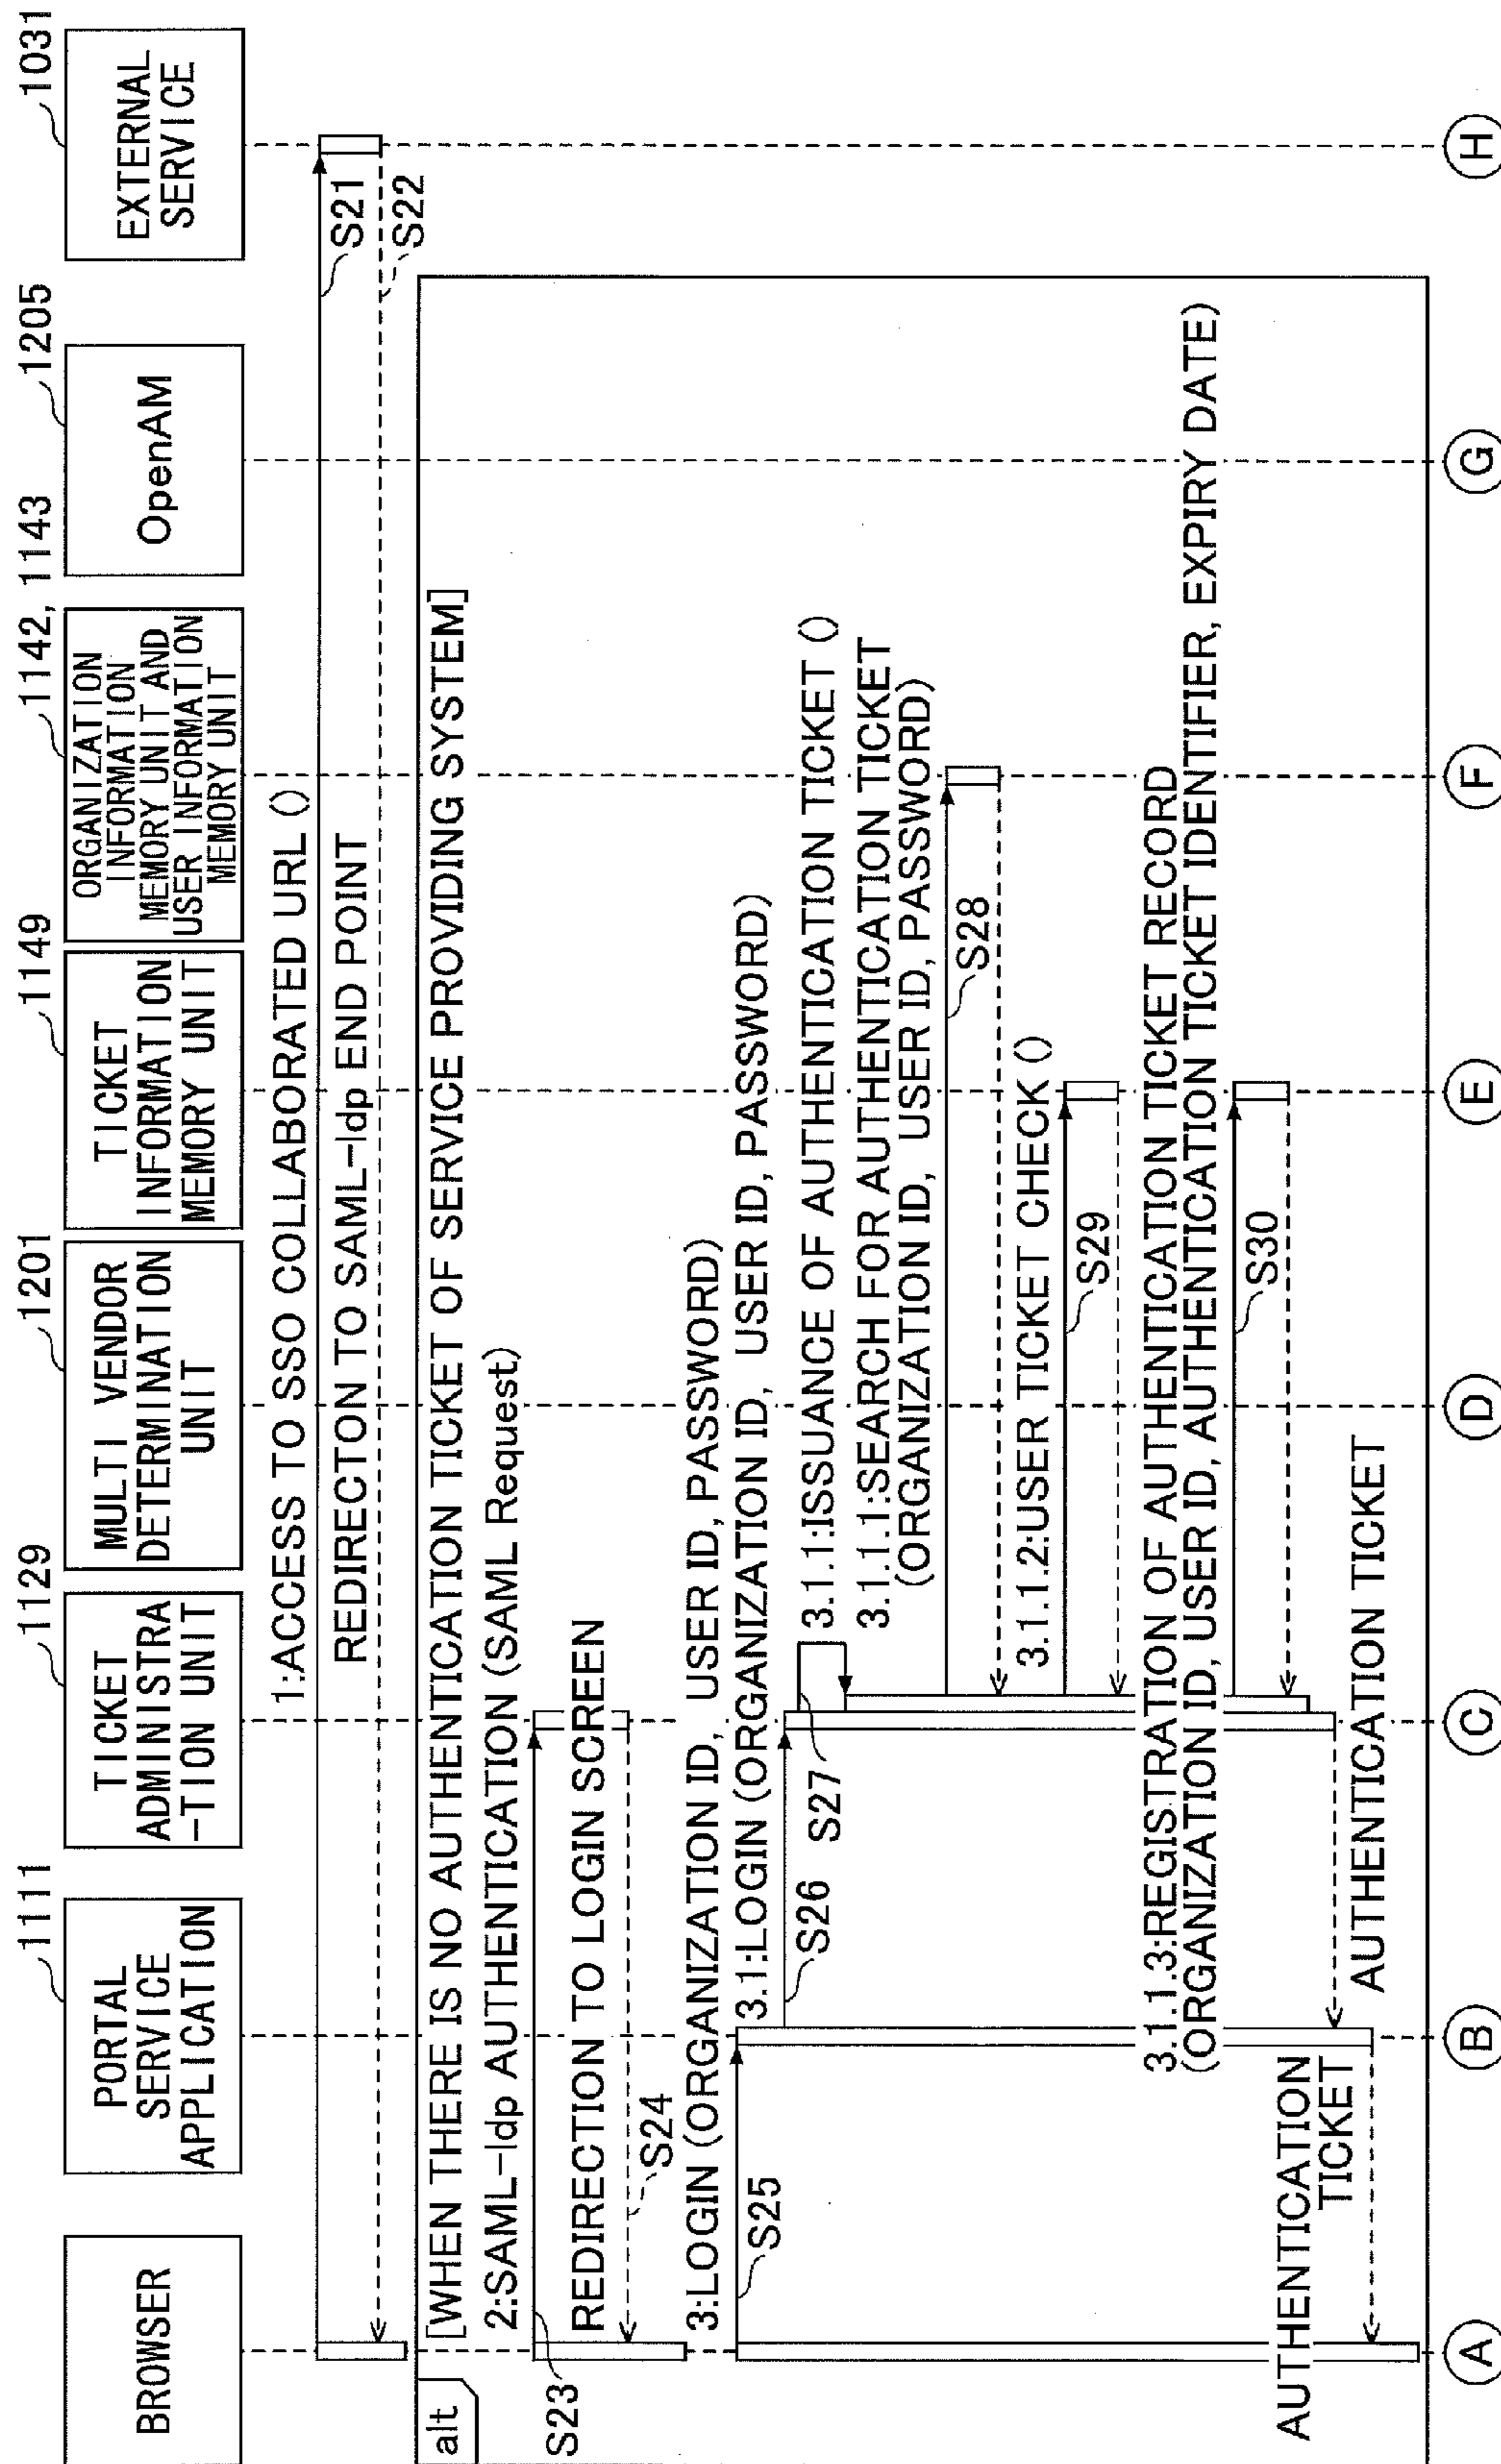 BROWSER
PORTAL
SERVICE
APPLICATION
1111
TICKET
ADMINISTRA
-TION UNIT
1129
MULTI VENDOR
DETERMINATION
UNIT
1201
TICKET
INFORMATION
MEMORY UNIT
1149
ORGANIZATION
INFORMATION
MEMORY UNIT AND
USER INFORMATION
MEMORY UNIT
1142, 1143
OpenAM
1205
EXTERNAL
SERVICE
1031
1:ACCESS TO SSO COLLABORATED URL ()
S21
REDIRECTON TO SAML-Idp END POINT
S22
alt
[WHEN THERE IS NO AUTHENTICATION TICKET OF SERVICE PROVIDING SYSTEM]
2:SAML-Idp AUTHENTICATION (SAML Request)
S23
REDIRECTION TO LOGIN SCREEN
S24
3:LOGIN (ORGANIZATION ID, USER ID, PASSWORD)
S25
3.1:LOGIN (ORGANIZATION ID, USER ID, PASSWORD)
S26
S27
3.1.1:ISSUANCE OF AUTHENTICATION TICKET ()
3.1.1.1:SEARCH FOR AUTHENTICATION TICKET
(ORGANIZATION ID, USER ID, PASSWORD)
S28
3.1.1.2:USER TICKET CHECK ()
S29
3.1.1.3:REGISTRATION OF AUTHENTICATION TICKET RECORD
(ORGANIZATION ID, USER ID, AUTHENTICATION TICKET IDENTIFIER, EXPIRY DATE)
S30
AUTHENTICATION TICKET
AUTHENTICATION
TICKET
A
B
C
D
E
F
G
H